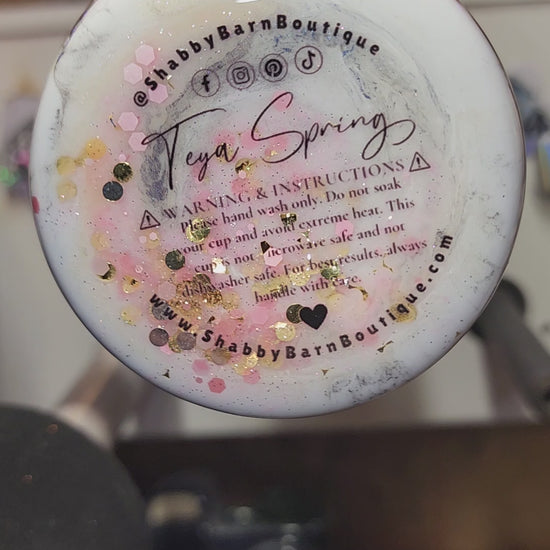 @ShabbyBarnBoutique
Teya Spring
WARNING & INSTRUCTIONS
Please hand wash only. Do not soak
your cup and avoid extreme heat. This
cup is not microwave safe and not
dishwasher safe. For best results, always
handle with care.
www.ShabbyBarnBoutique.com